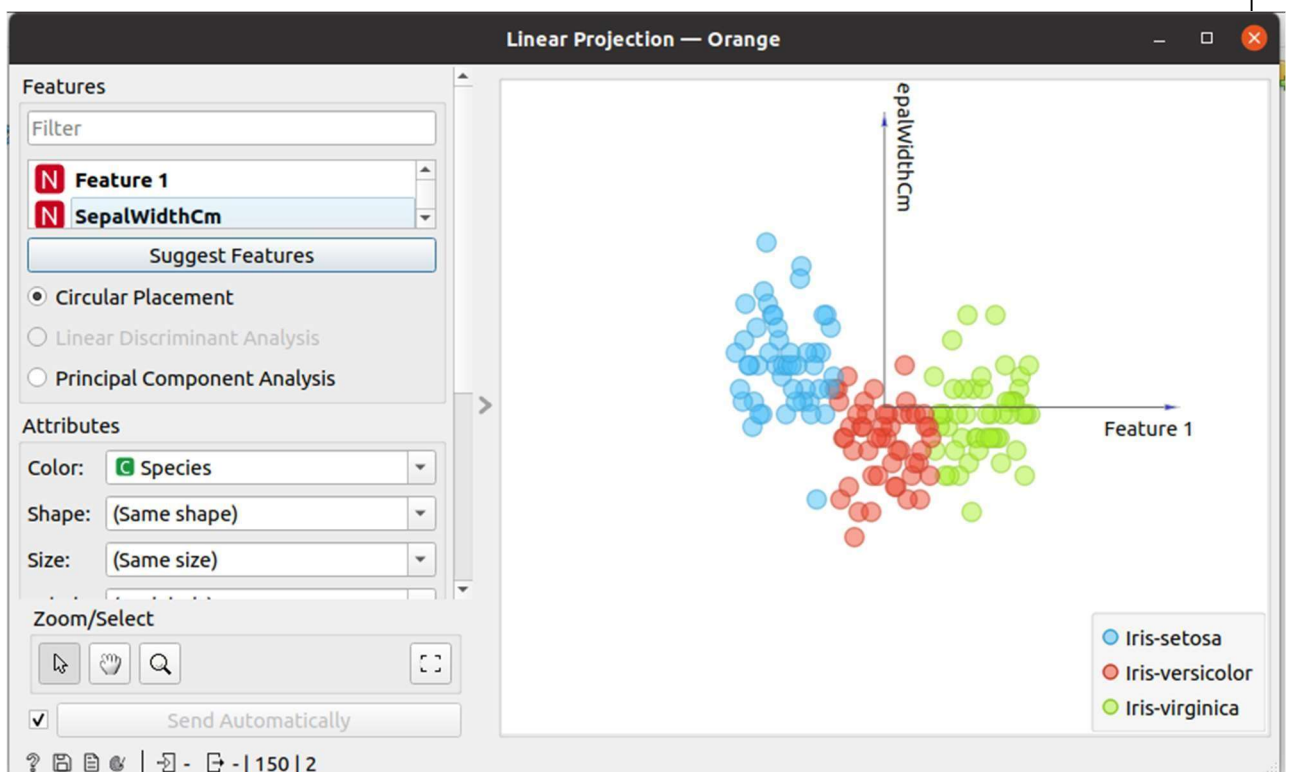 Linear Projection — Orange
Features
Filter
N Feature 1
N SepalWidthCm
Suggest Features
Circular Placement
Linear Discriminant Analysis
Principal Component Analysis
Attributes
Color: C Species
Shape: (Same shape)
Size: (Same size)
Zoom/Select
Send Automatically
? - - | 150 | 2
epalWidthCm
Feature 1
Iris-setosa
Iris-versicolor
Iris-virginica